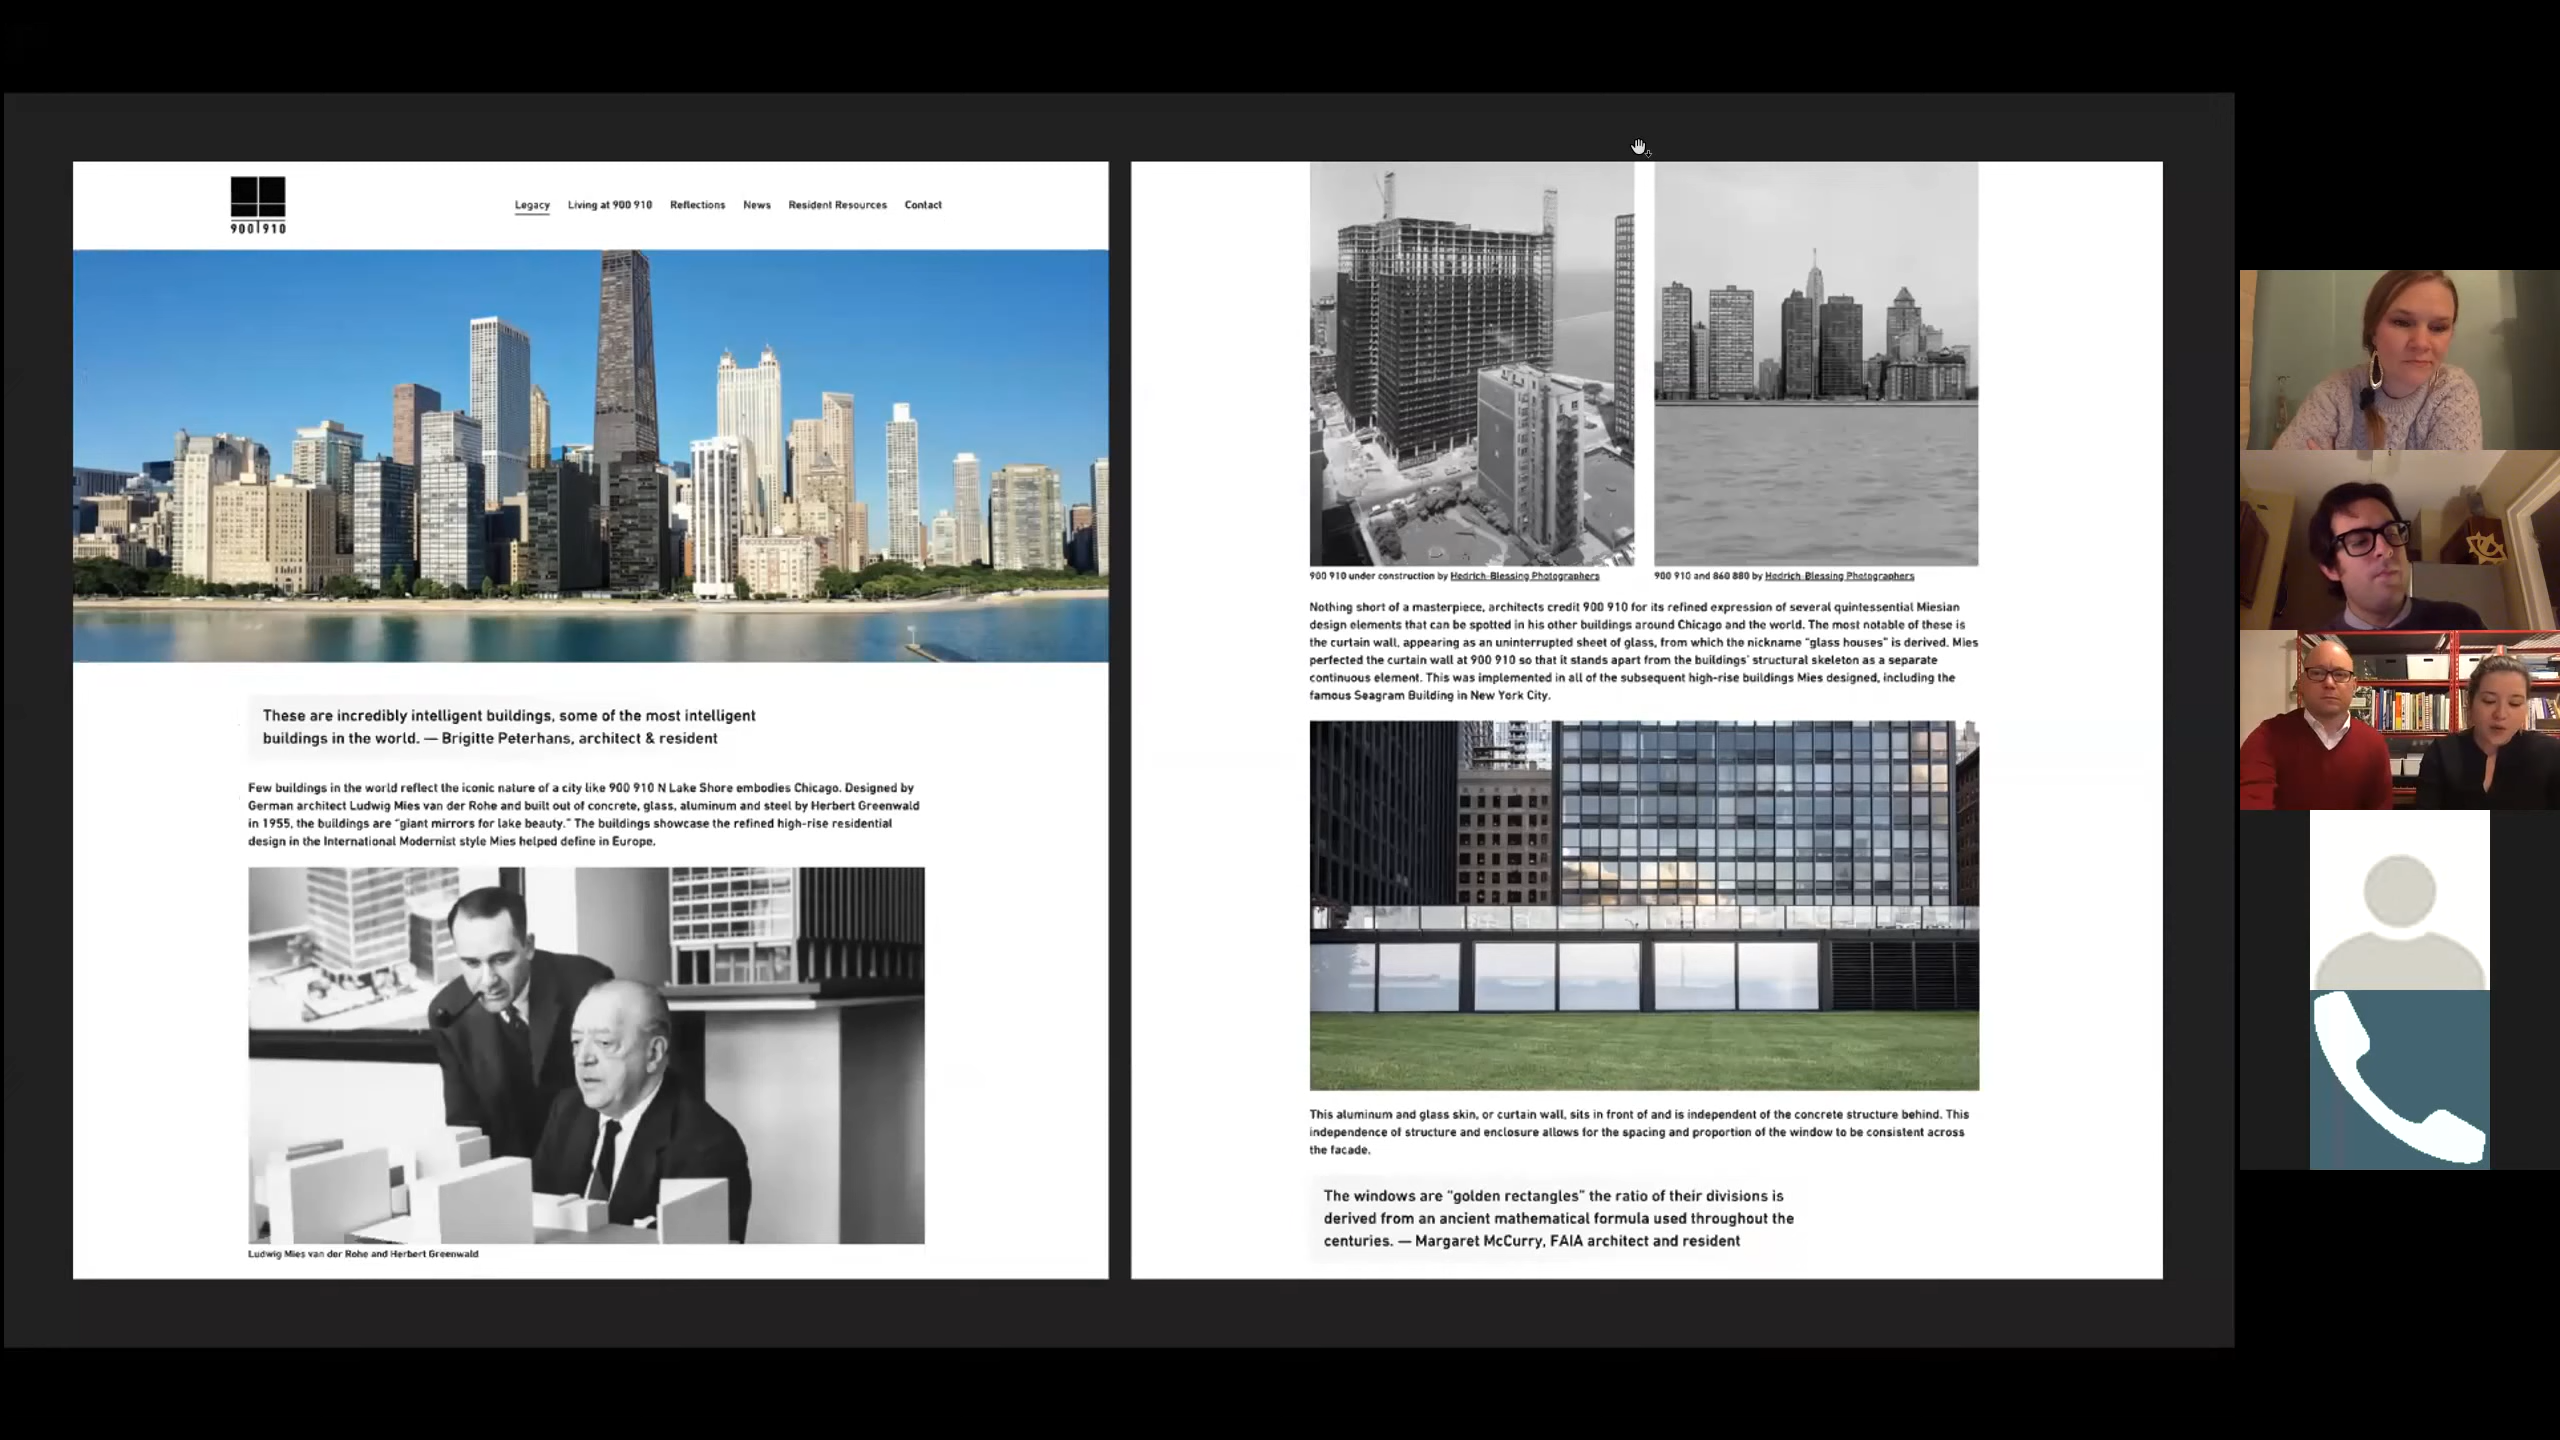 900 910
Legacy Living at 900 910 Reflections News Resident Resources Contact
These are incredibly intelligent buildings, some of the most intelligent
buildings in the world. — Brigitte Peterhans, architect & resident
Few buildings in the world reflect the iconic nature of a city like 900 910 N Lake Shore embodies Chicago. Designed by
German architect Ludwig Mies van der Rohe and built out of concrete, glass, aluminum and steel by Herbert Greenwald
in 1955, the buildings are “giant mirrors for lake beauty.” The buildings showcase the refined high-rise residential
design in the International Modernist style Mies helped define in Europe.
Ludwig Mies van der Rohe and Herbert Greenwald
900 910 under construction by Hedrich-Blessing Photographers
900 910 and 860 880 by Hedrich-Blessing Photographers
Nothing short of a masterpiece, architects credit 900 910 for its refined expression of several quintessential Miesian
design elements that can be spotted in his other buildings around Chicago and the world. The most notable of these is
the curtain wall, appearing as an uninterrupted sheet of glass, from which the nickname “glass houses” is derived. Mies
perfected the curtain wall at 900 910 so that it stands apart from the buildings’ structural skeleton as a separate
continuous element. This was implemented in all of the subsequent high-rise buildings Mies designed, including the
famous Seagram Building in New York City.
This aluminum and glass skin, or curtain wall, sits in front of and is independent of the concrete structure behind. This
independence of structure and enclosure allows for the spacing and proportion of the window to be consistent across
the facade.
The windows are “golden rectangles” the ratio of their divisions is
derived from an ancient mathematical formula used throughout the
centuries. — Margaret McCurry, FAIA architect and resident